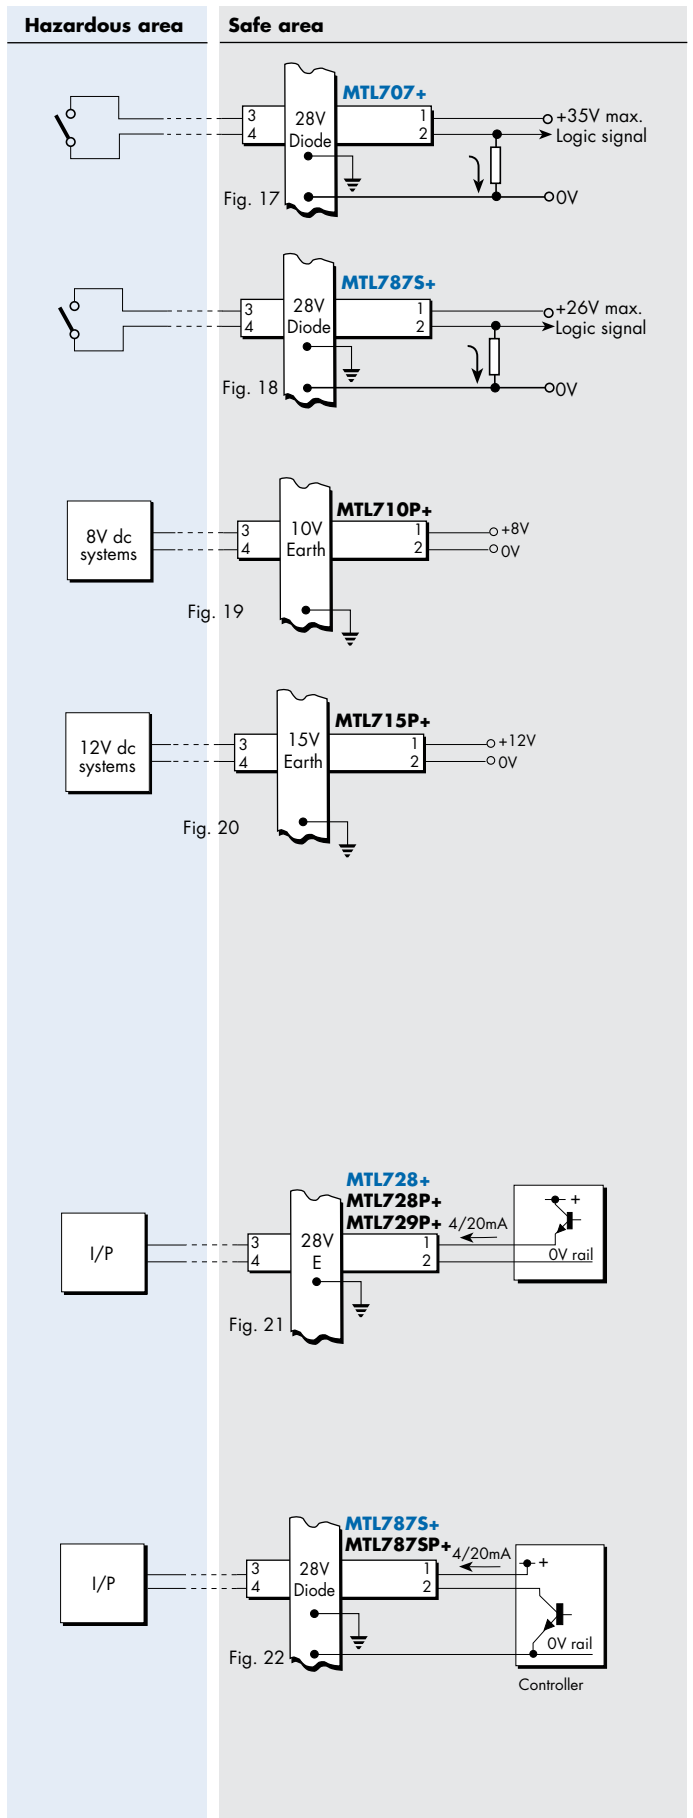 Hazardous area
Safe area
MTL707+
3
4
28V
Diode
1
2
+35V max.
Logic signal
Fig. 17
0V
MTL787S+
3
4
28V
Diode
1
2
+26V max.
Logic signal
Fig. 18
0V
8V dc
systems
MTL710P+
3
4
10V
Earth
1
2
+8V
0V
Fig. 19
12V dc
systems
MTL715P+
3
4
15V
Earth
1
2
+12V
0V
Fig. 20
MTL728+
MTL728P+
MTL729P+
4/20mA
I/P
3
4
28V
E
1
2
+
0V rail
Fig. 21
MTL787S+
MTL787SP+
4/20mA
I/P
3
4
28V
Diode
1
2
+
0V rail
Fig. 22
Controller